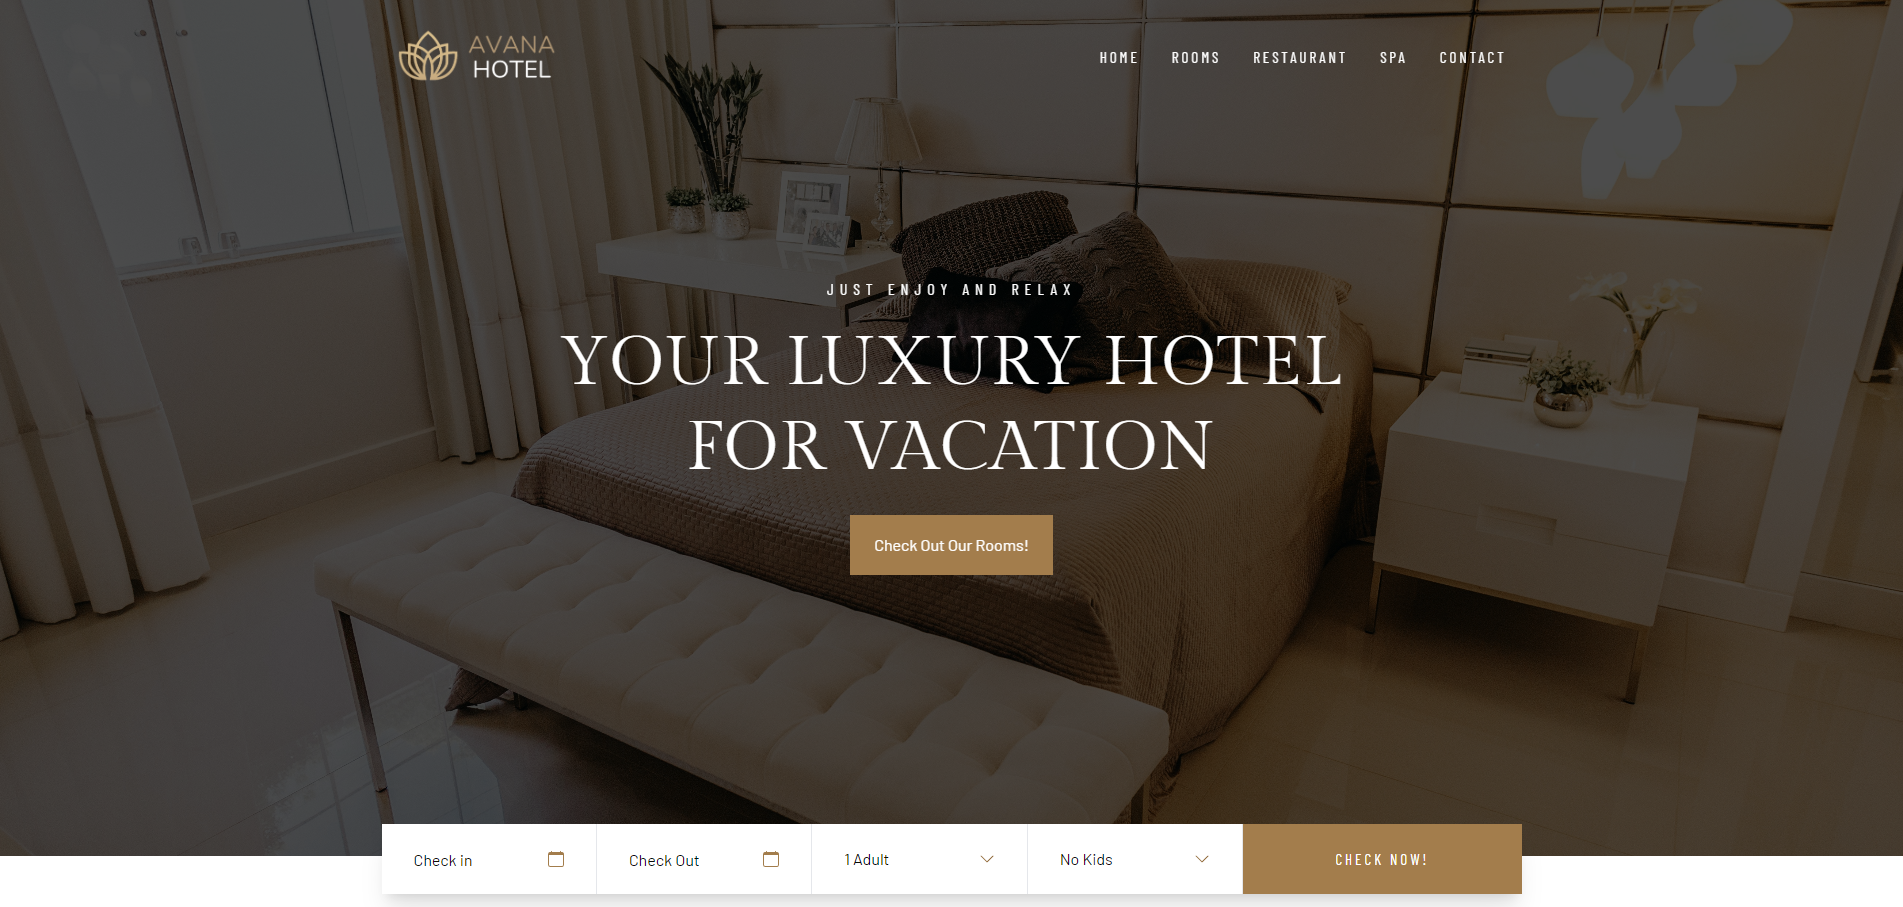 AVANA
HOTEL
HOME ROOMS RESTAURANT SPA CONTACT
JUST ENJOY AND RELAX
YOUR LUXURY HOTEL
FOR VACATION
Check Out Our Rooms!
Check in Check Out 1 Adult No Kids CHECK NOW!